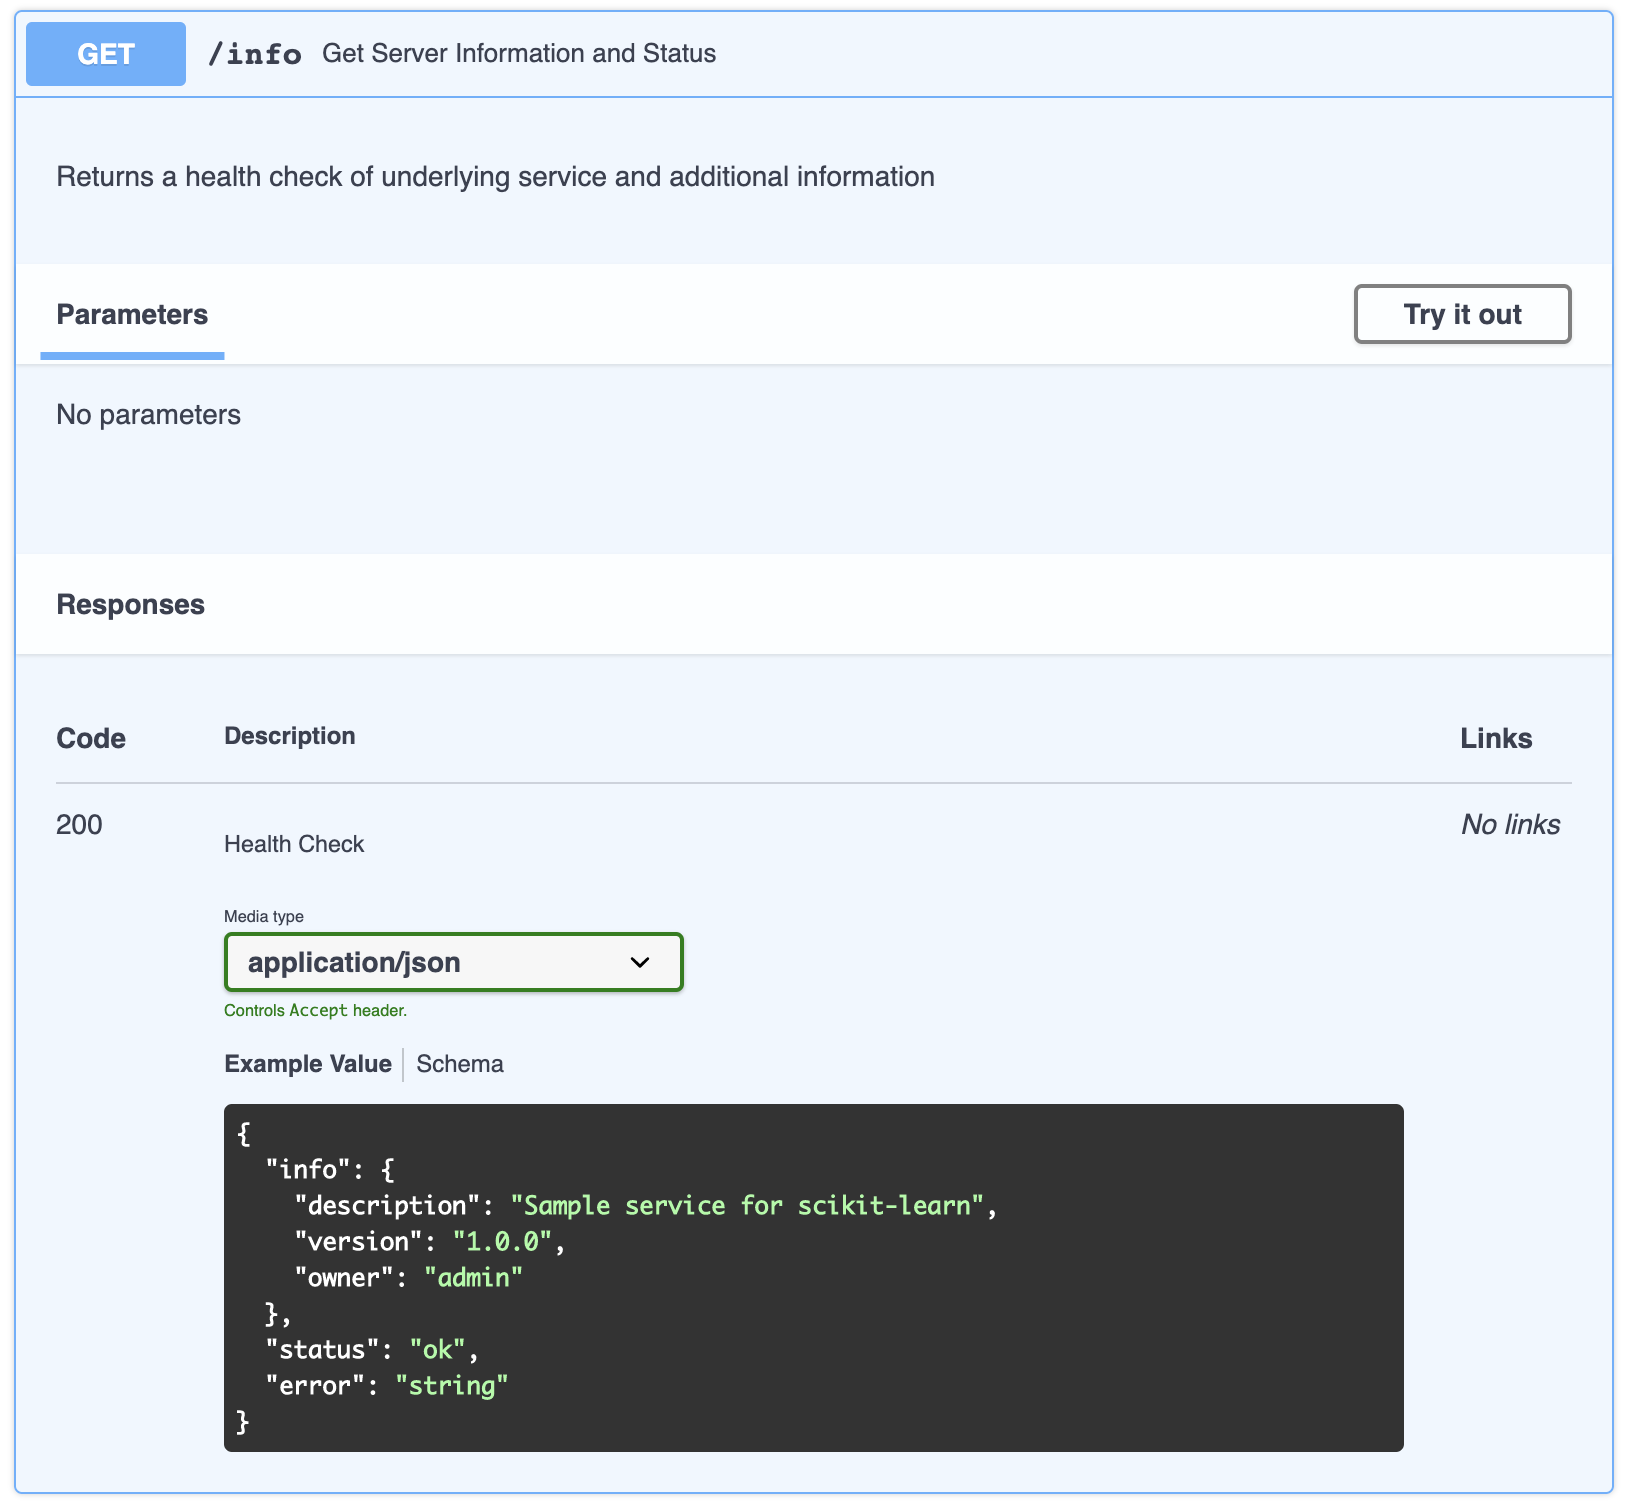 GET /info Get Server Information and Status
Returns a health check of underlying service and additional information
Parameters Try it out
No parameters
Responses
Code Description Links
200 Health Check No links
Media type
application/json
Controls Accept header.
Example Value Schema
{
  "info": {
    "description": "Sample service for scikit-learn",
    "version": "1.0.0",
    "owner": "admin"
  },
  "status": "ok",
  "error": "string"
}